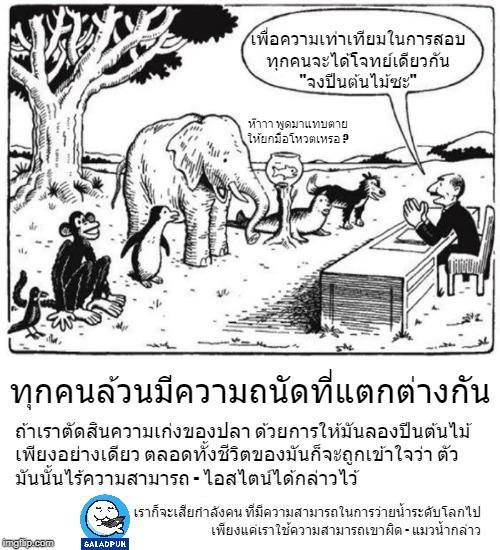 เพื่อความเท่าเทียมในการสอบ
ทุกคนจะได้โจทย์เดียวกัน
"จงปีนต้นไม้ซะ"
ห๊าาา พูดมาแทบตาย
ให้ยกมือโหวตเหรอ ?
ทุกคนล้วนมีความถนัดที่แตกต่างกัน
ถ้าเราตัดสินความเก่งของปลา ด้วยการให้มันลองปีนต้นไม้
เพียงอย่างเดียว ตลอดทั้งชีวิตของมันก็จะถูกเข้าใจว่า ตัว
มันนั้นไร้ความสามารถ - ไอสไตน์ได้กล่าวไว้
เราก็จะเสียกำลังคน ที่มีความสามารถในการว่ายน้ำระดับโลกไป
เพียงแค่เราใช้ความสามารถเขาผิด - แมวน้ำกล่าว
SALADPUK
imgflip.com